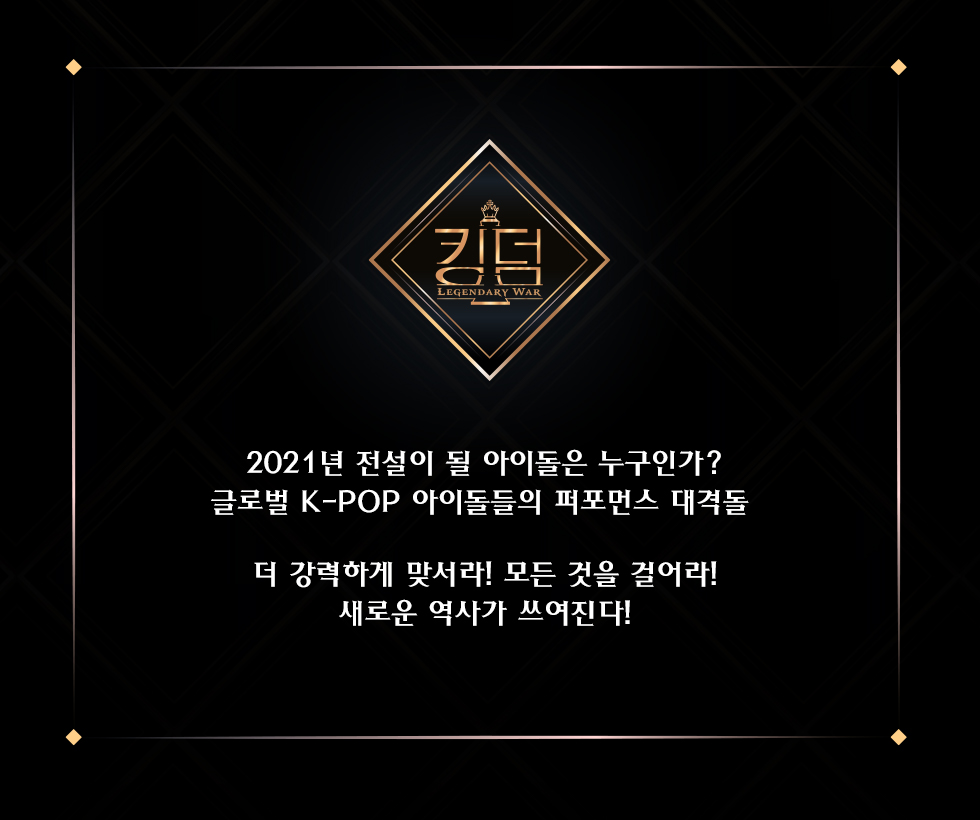 킹덤
LEGENDARY WAR
2021년 전설이 될 아이돌은 누구인가?
글로벌 K-POP 아이돌들의 퍼포먼스 대격돌
더 강력하게 맞서라! 모든 것을 걸어라!
새로운 역사가 쓰여진다!